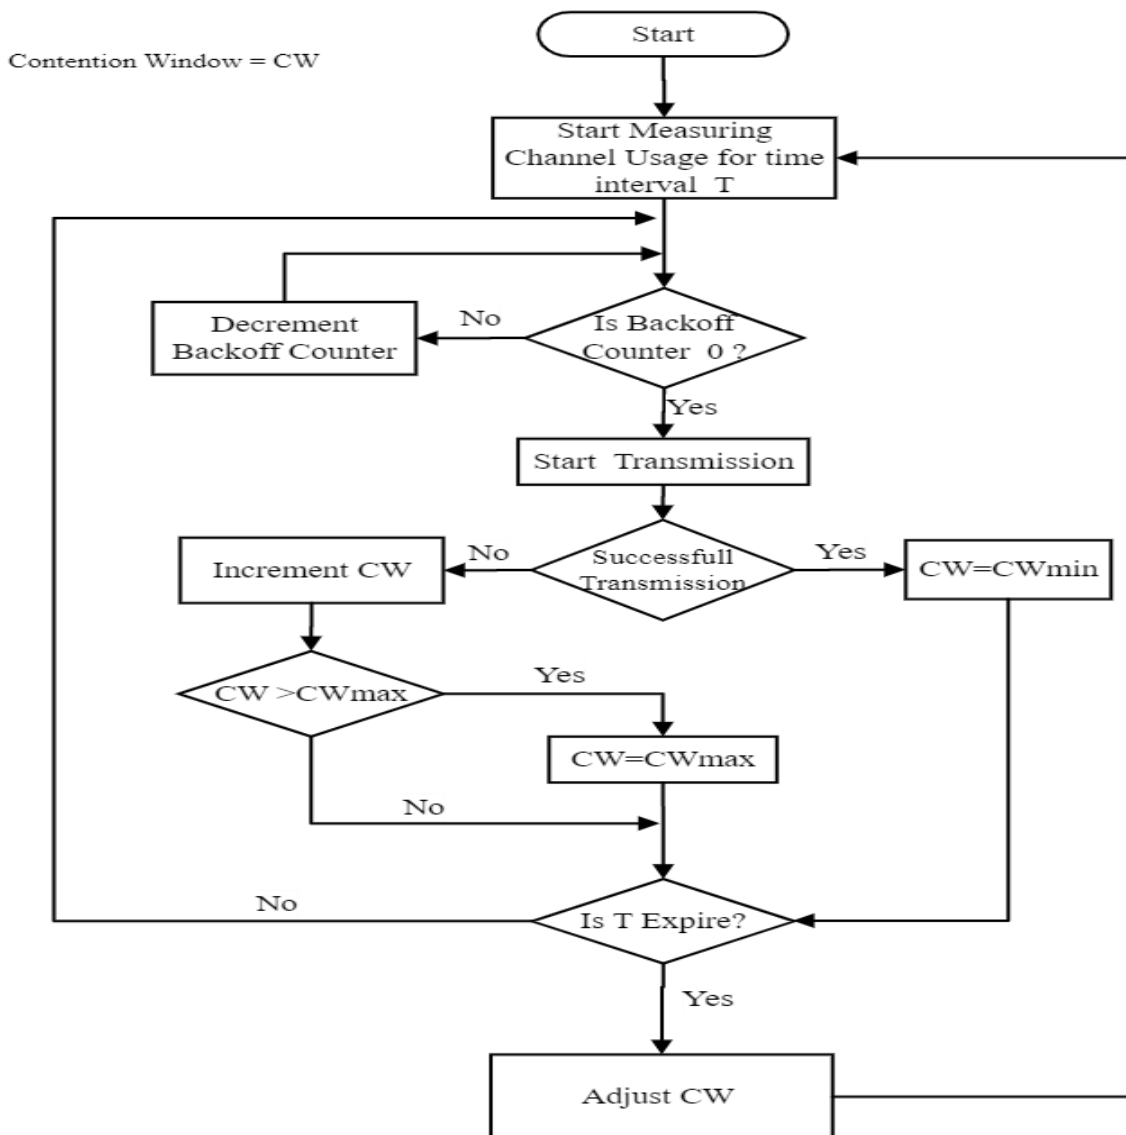 Start
Contention Window = CW
Start Measuring
Channel Usage for time
interval T
No
Is Backoff
Counter 0 ?
Decrement
Backoff Counter
Yes
Start Transmission
No
Successfull
Transmission
Yes
Increment CW
CW=CWmin
CW >CWmax
Yes
CW=CWmax
No
No
Is T Expire?
Yes
Adjust CW